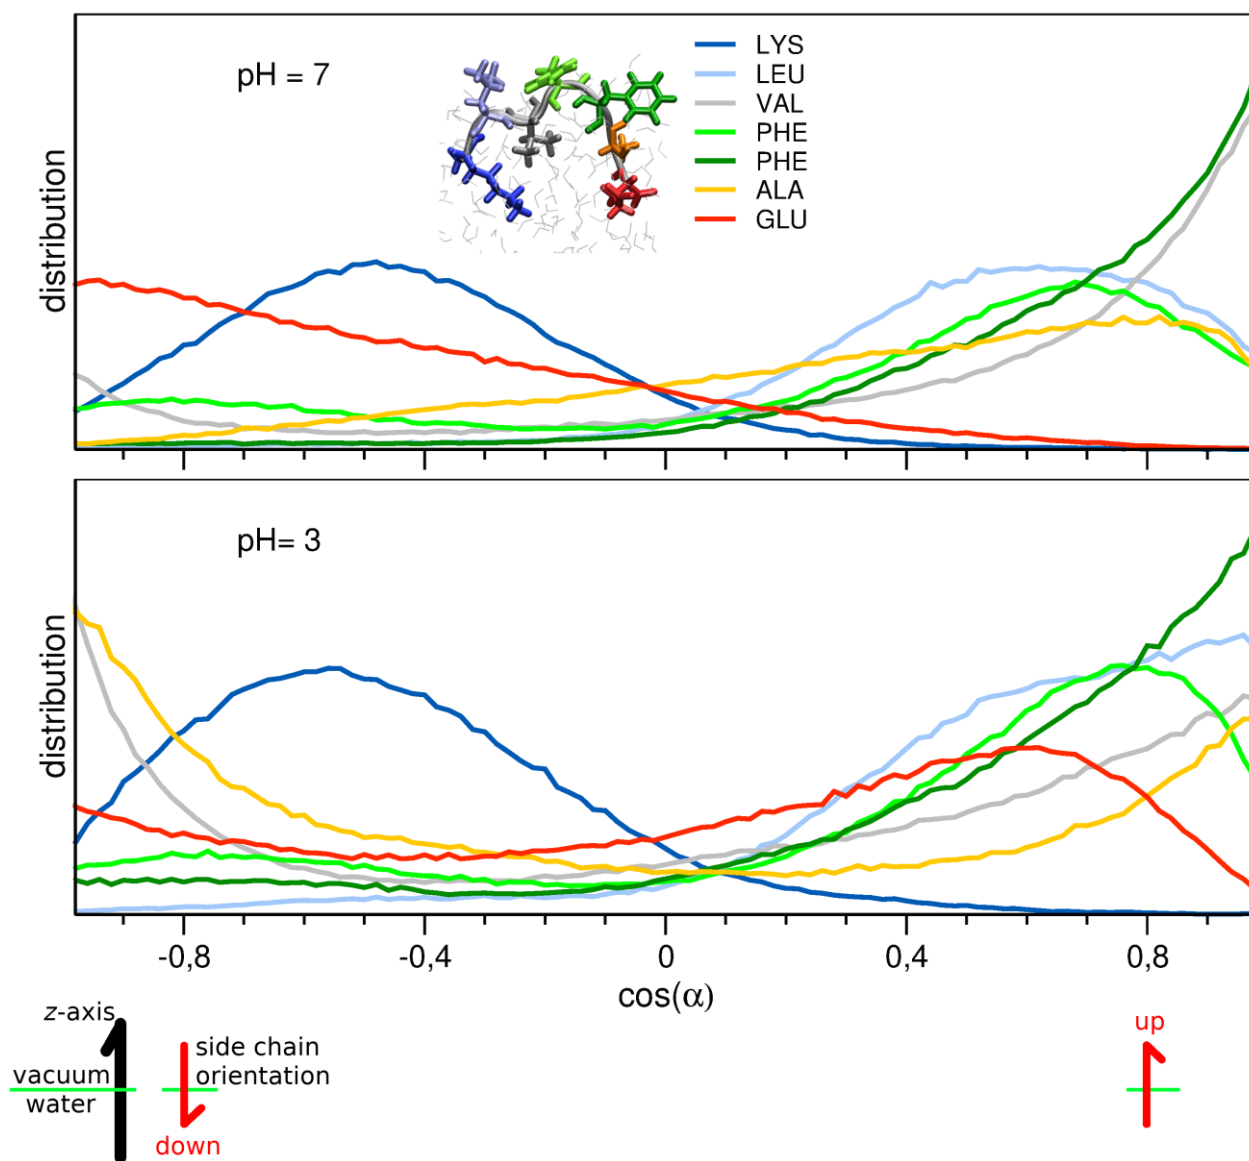 pH = 7
LYS
LEU
VAL
PHE
PHE
ALA
GLU
distribution
pH= 3
distribution
-0,8
-0,4
0
0,4
0,8
cos(α)
z-axis
vacuum
water
side chain
orientation
down
up